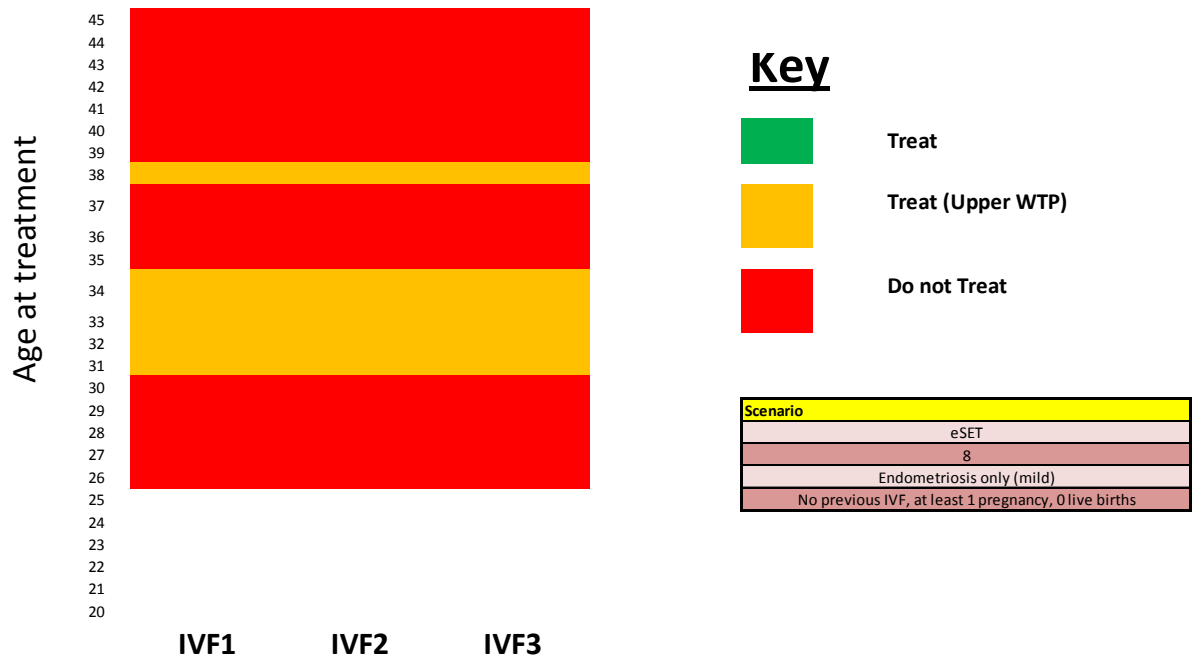 Age at treatment
45
44
43
42
41
40
39
38
37
36
35
34
33
32
31
30
29
28
27
26
25
24
23
22
21
20
IVF1 IVF2 IVF3
Key
Treat
Treat (Upper WTP)
Do not Treat
Scenario
eSET
8
Endometriosis only (mild)
No previous IVF, at least 1 pregnancy, 0 live births